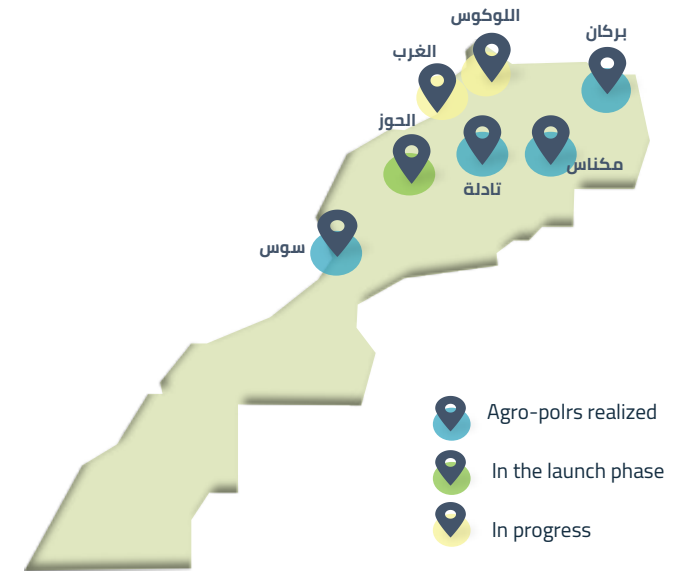 اللوكوس
بركان
الغرب
الحوز
مكناس
تادلة
سوس
Agro-polrs realized
In the launch phase
In progress